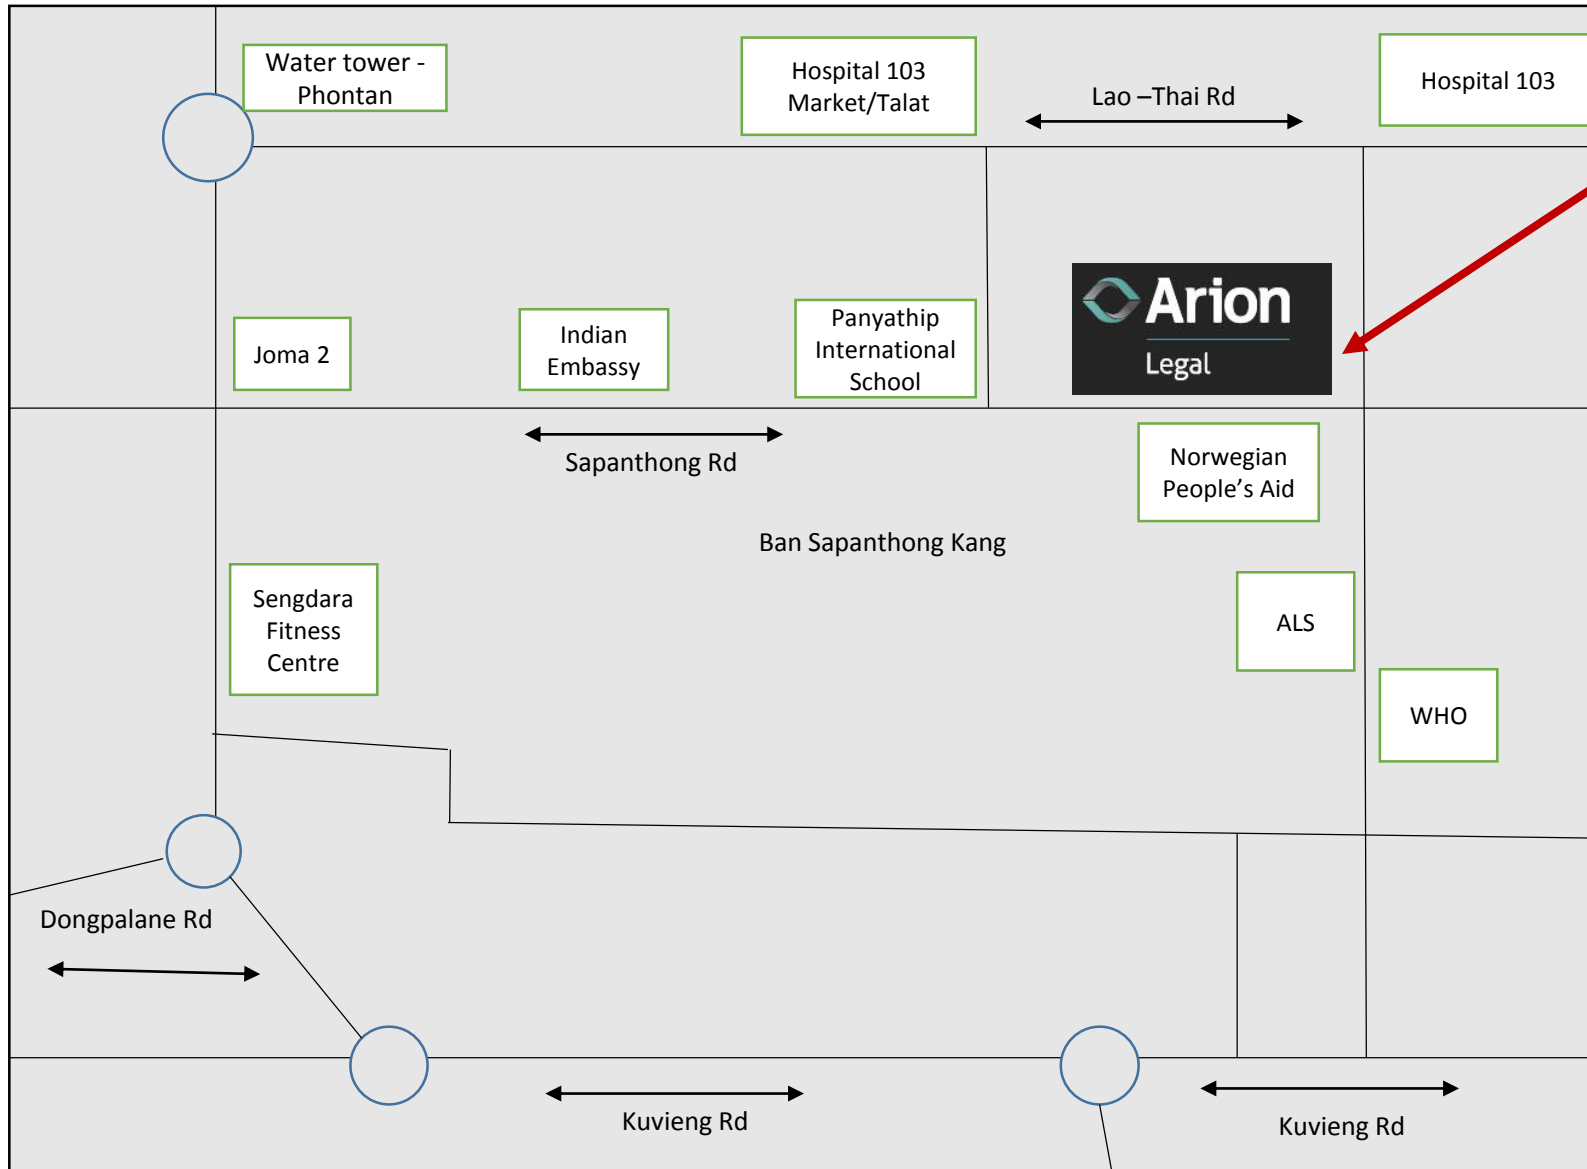 Water tower -
Phontan
Hospital 103
Market/Talat
Lao –Thai Rd
Hospital 103
Arion
Legal
Joma 2
Indian
Embassy
Panyathip
International
School
Sapanthong Rd
Norwegian
People’s Aid
Ban Sapanthong Kang
Sengdara
Fitness
Centre
ALS
WHO
Dongpalane Rd
Kuvieng Rd
Kuvieng Rd